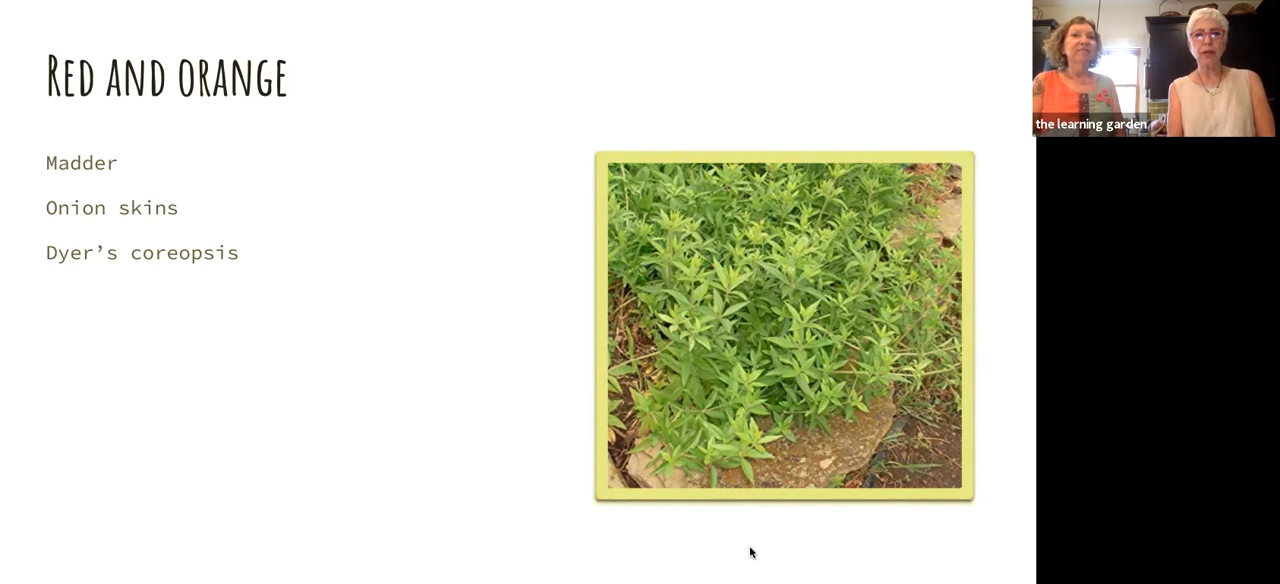 Red and orange
Madder
Onion skins
Dyer’s coreopsis
the learning garden